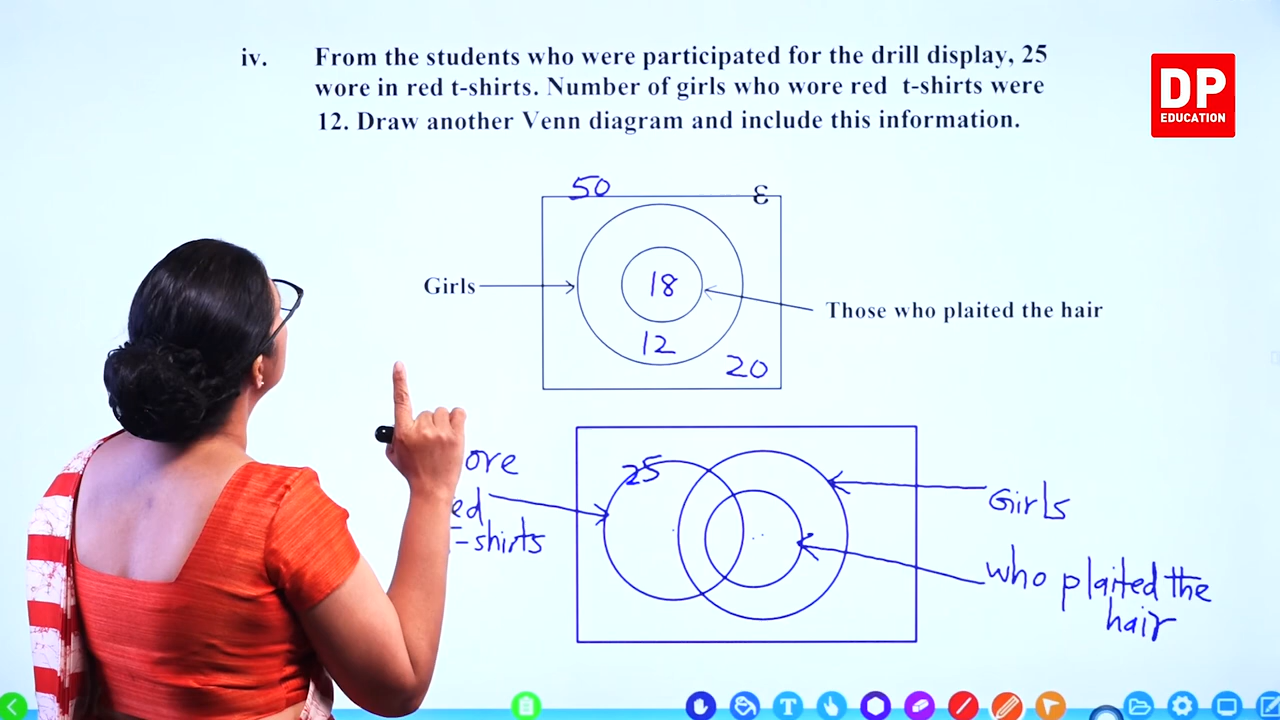 iv. From the students who were participated for the drill display, 25
wore in red t-shirts. Number of girls who wore red t-shirts were
12. Draw another Venn diagram and include this information.
DP
EDUCATION
50
ε
Girls
18
Those who plaited the hair
12
20
ore
ed
T-shirts
25
Girls
who plaited the
hair